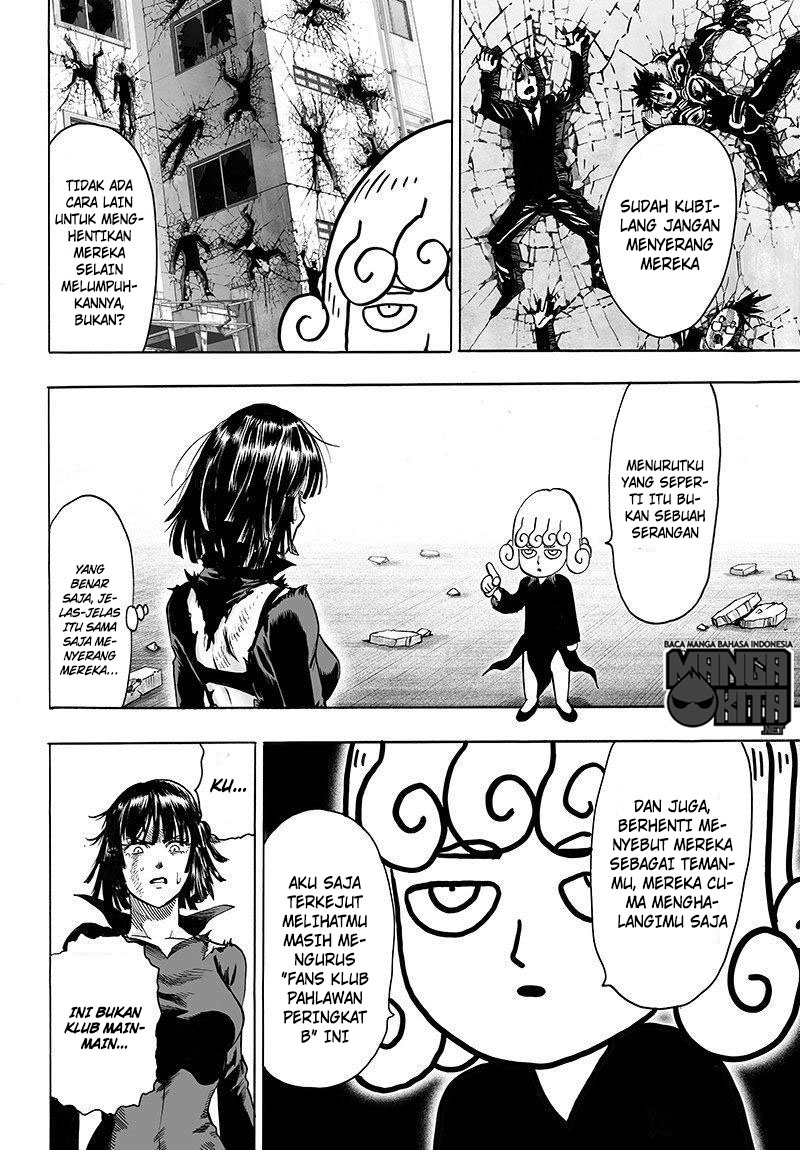 SUDAH KUBI-
LANG JANGAN
MENYERANG
MEREKA
TIDAK ADA
CARA LAIN
UNTUK MENG-
HENTIKAN
MEREKA
SELAIN
MELUMPUH-
KANNYA,
BUKAN?
MENURUTKU
YANG SEPER-
TI ITU BU-
KAN SEBUAH
SERANGAN
YANG
BENAR
SAJA, JE-
LAS-JELAS
ITU SAMA
SAJA ME-
NYERANG
MEREKA...
BACA MANGA BAHASA INDONESIA
MANGA
KITA
.NET
DAN JUGA,
BERHENTI ME-
NYEBUT MEREKA
SEBAGAI TEMAN-
MU, MEREKA CU-
MA MENGHA-
LANGIMU SAJA
AKU SAJA
TERKEJUT
MELIHATMU
MASIH ME-
NGURUS
"FANS KLUB
PAHLAWAN
PERINGKAT
B" INI
KU...
INI BUKAN
KLUB MAIN-
MAIN...